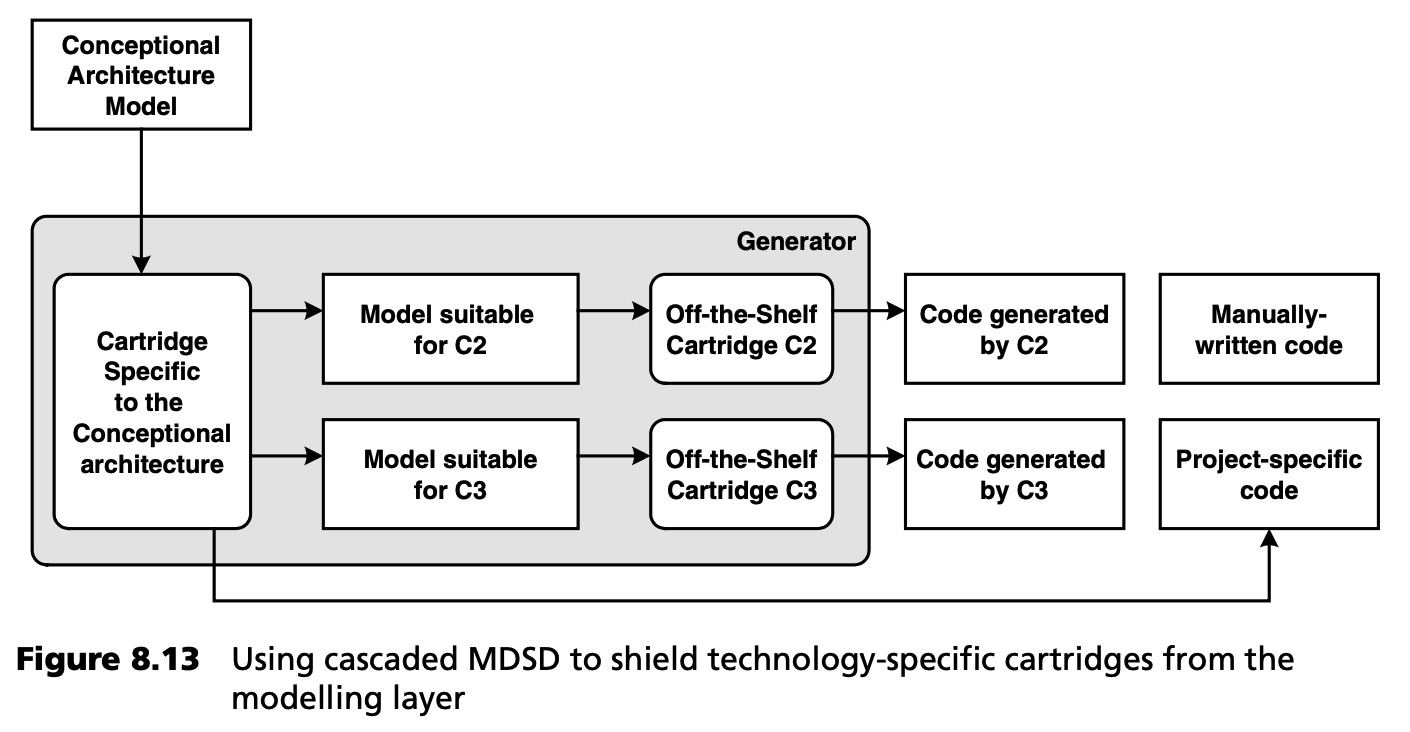 Conceptional
Architecture
Model
Generator
Cartridge
Specific
to the
Conceptional
architecture
Model suitable
for C2
Off-the-Shelf
Cartridge C2
Code generated
by C2
Manually-
written code
Model suitable
for C3
Off-the-Shelf
Cartridge C3
Code generated
by C3
Project-specific
code
Figure 8.13 Using cascaded MDSD to shield technology-specific cartridges from the
modelling layer